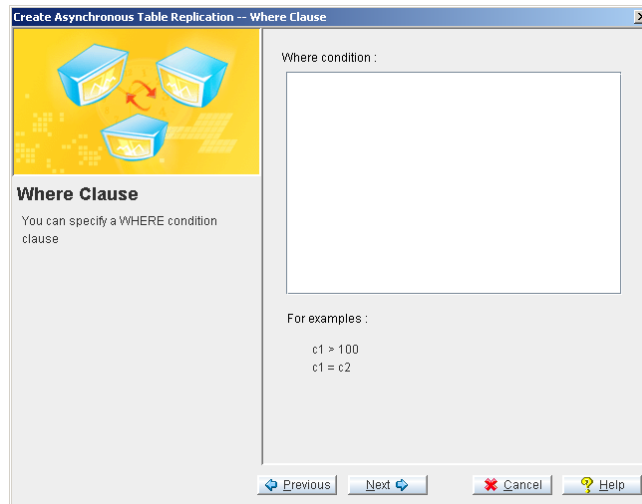 Create Asynchronous Table Replication -- Where Clause
Where condition :
Where Clause
You can specify a WHERE condition
clause
For examples :
c1 > 100
c1 = c2
Previous
Next
Cancel
Help